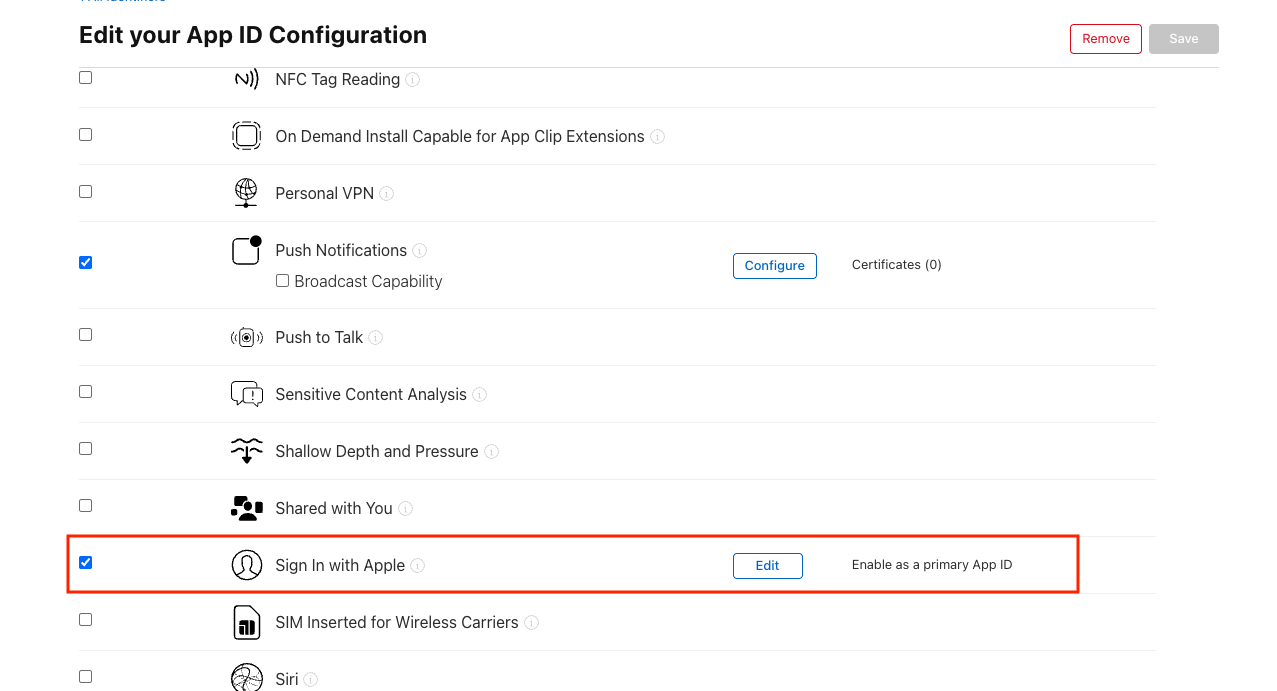 Edit your App ID Configuration
Remove
Save
NFC Tag Reading
On Demand Install Capable for App Clip Extensions
Personal VPN
Push Notifications
Configure
Certificates (0)
Broadcast Capability
Push to Talk
Sensitive Content Analysis
Shallow Depth and Pressure
Shared with You
Sign In with Apple
Edit
Enable as a primary App ID
SIM Inserted for Wireless Carriers
Siri